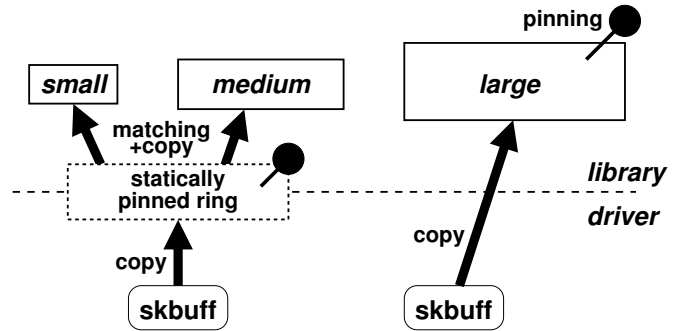 pinning
small
medium
large
matching
+copy
statically
pinned ring
library
driver
copy
copy
skbuff
skbuff